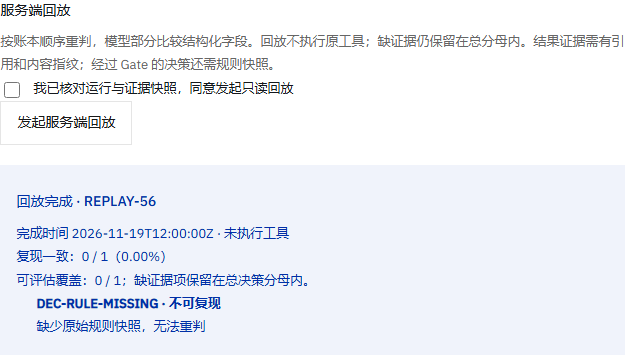 服务端回放
按账本顺序重判，模型部分比较结构化字段。回放不执行原工具；缺证据仍保留在总分母内。结果证据需有引
用和内容指纹；经过 Gate 的决策还需规则快照。
我已核对运行与证据快照，同意发起只读回放
发起服务端回放
回放完成 · REPLAY-56
完成时间 2026-11-19T12:00:00Z · 未执行工具
复现一致：0 / 1（0.00%）
可评估覆盖：0 / 1；缺证据项保留在总决策分母内。
DEC-RULE-MISSING · 不可复现
缺少原始规则快照，无法重判